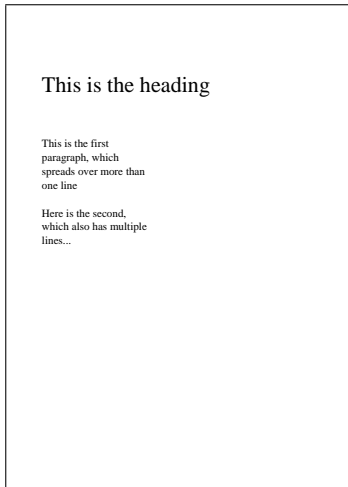 This is the heading
This is the first
paragraph, which
spreads over more than
one line
Here is the second,
which also has multiple
lines...